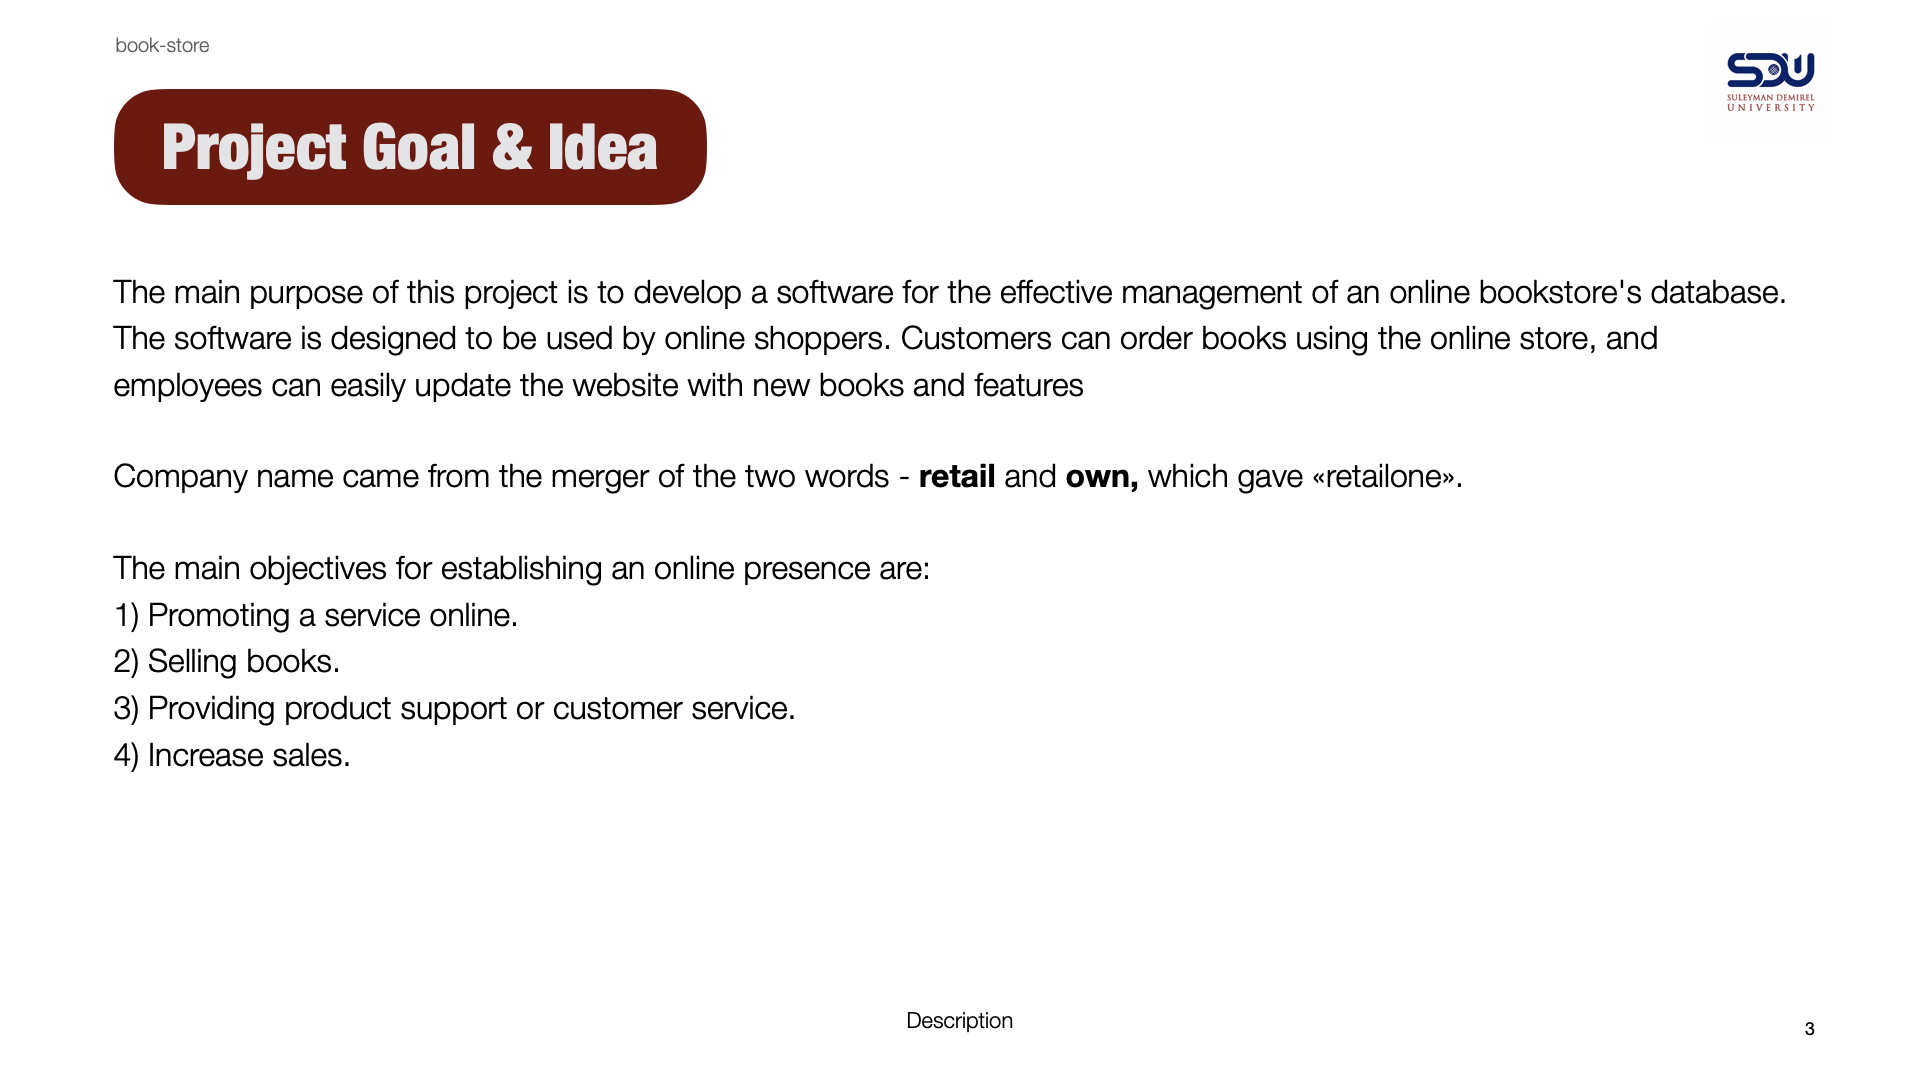 book-store
SDU
SULEYMAN DEMIREL
UNIVERSITY
Project Goal & Idea
The main purpose of this project is to develop a software for the effective management of an online bookstore's database.
The software is designed to be used by online shoppers. Customers can order books using the online store, and
employees can easily update the website with new books and features
Company name came from the merger of the two words - retail and own, which gave «retailone».
The main objectives for establishing an online presence are:
1) Promoting a service online.
2) Selling books.
3) Providing product support or customer service.
4) Increase sales.
Description
3